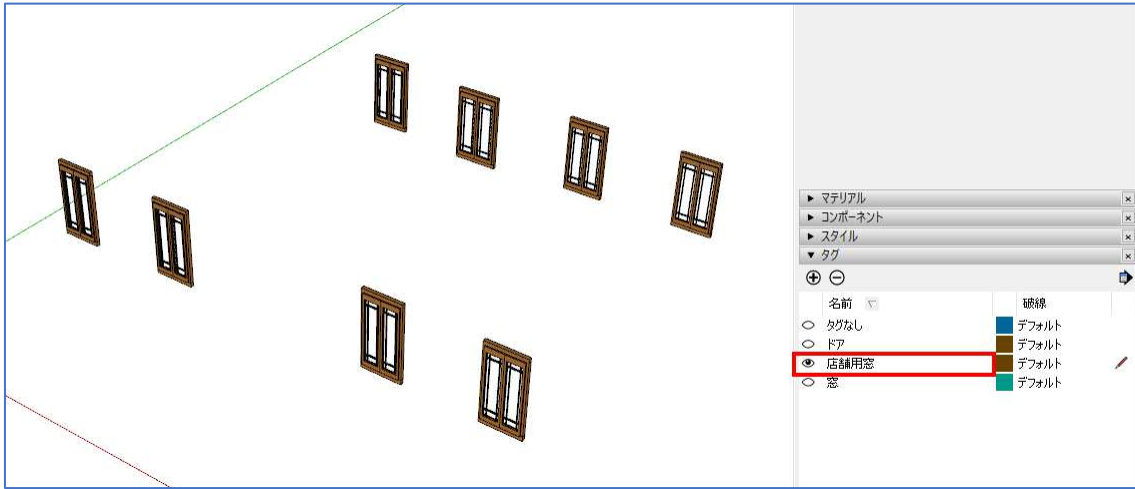 マテリアル
コンポーネント
スタイル
タグ
名前 破線
タグなし デフォルト
ドア デフォルト
店舗用窓 デフォルト
窓 デフォルト